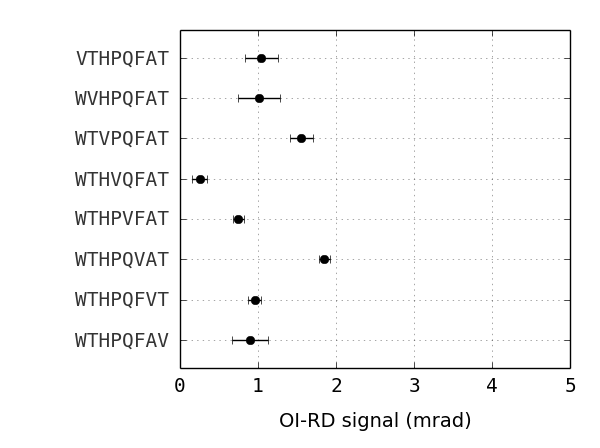 VTHPQFAT
WVHPQFAT
WTVPQFAT
WTHVQFAT
WTHPVFAT
WTHPQVAT
WTHPQFVT
WTHPQFAV
0 1 2 3 4 5
OI-RD signal (mrad)